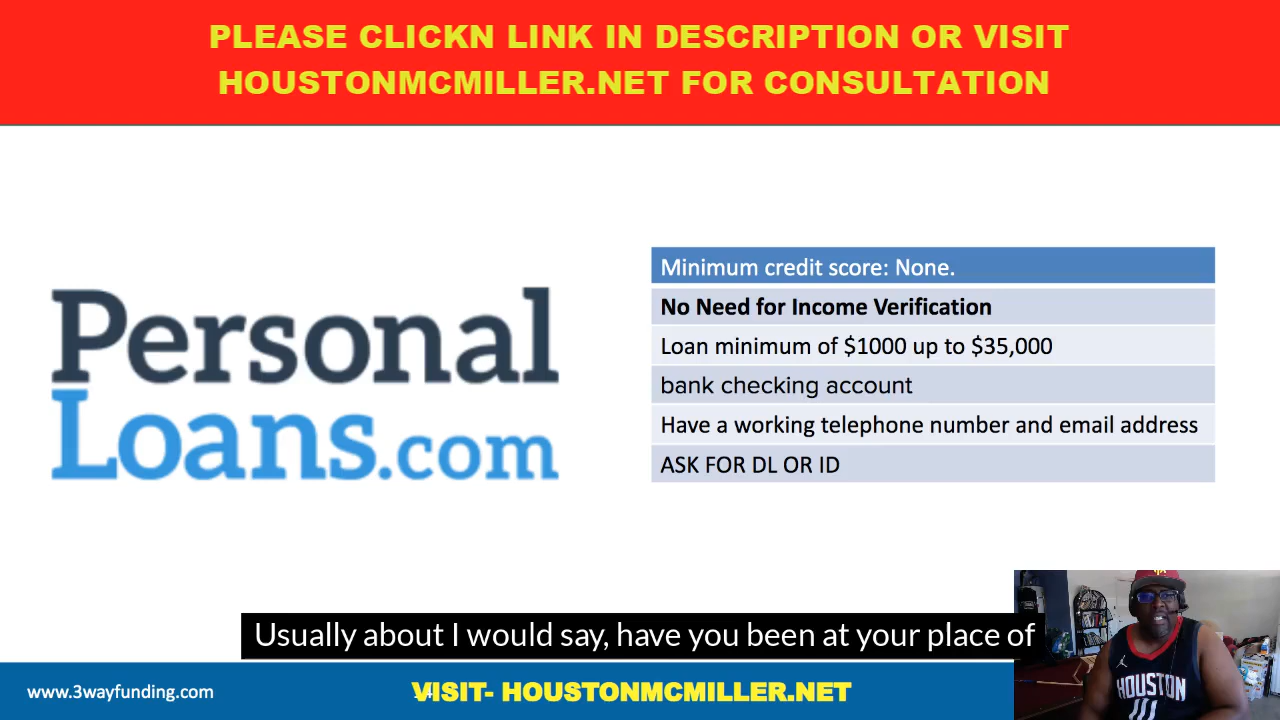 PLEASE CLICKN LINK IN DESCRIPTION OR VISIT
HOUSTONMCMILLER.NET FOR CONSULTATION
Personal
Loans.com
Minimum credit score: None.
No Need for Income Verification
Loan minimum of $1000 up to $35,000
bank checking account
Have a working telephone number and email address
ASK FOR DL OR ID
Usually about I would say, have you been at your place of
www.3wayfunding.com
VISIT- HOUSTONMCMILLER.NET
HOUSTON